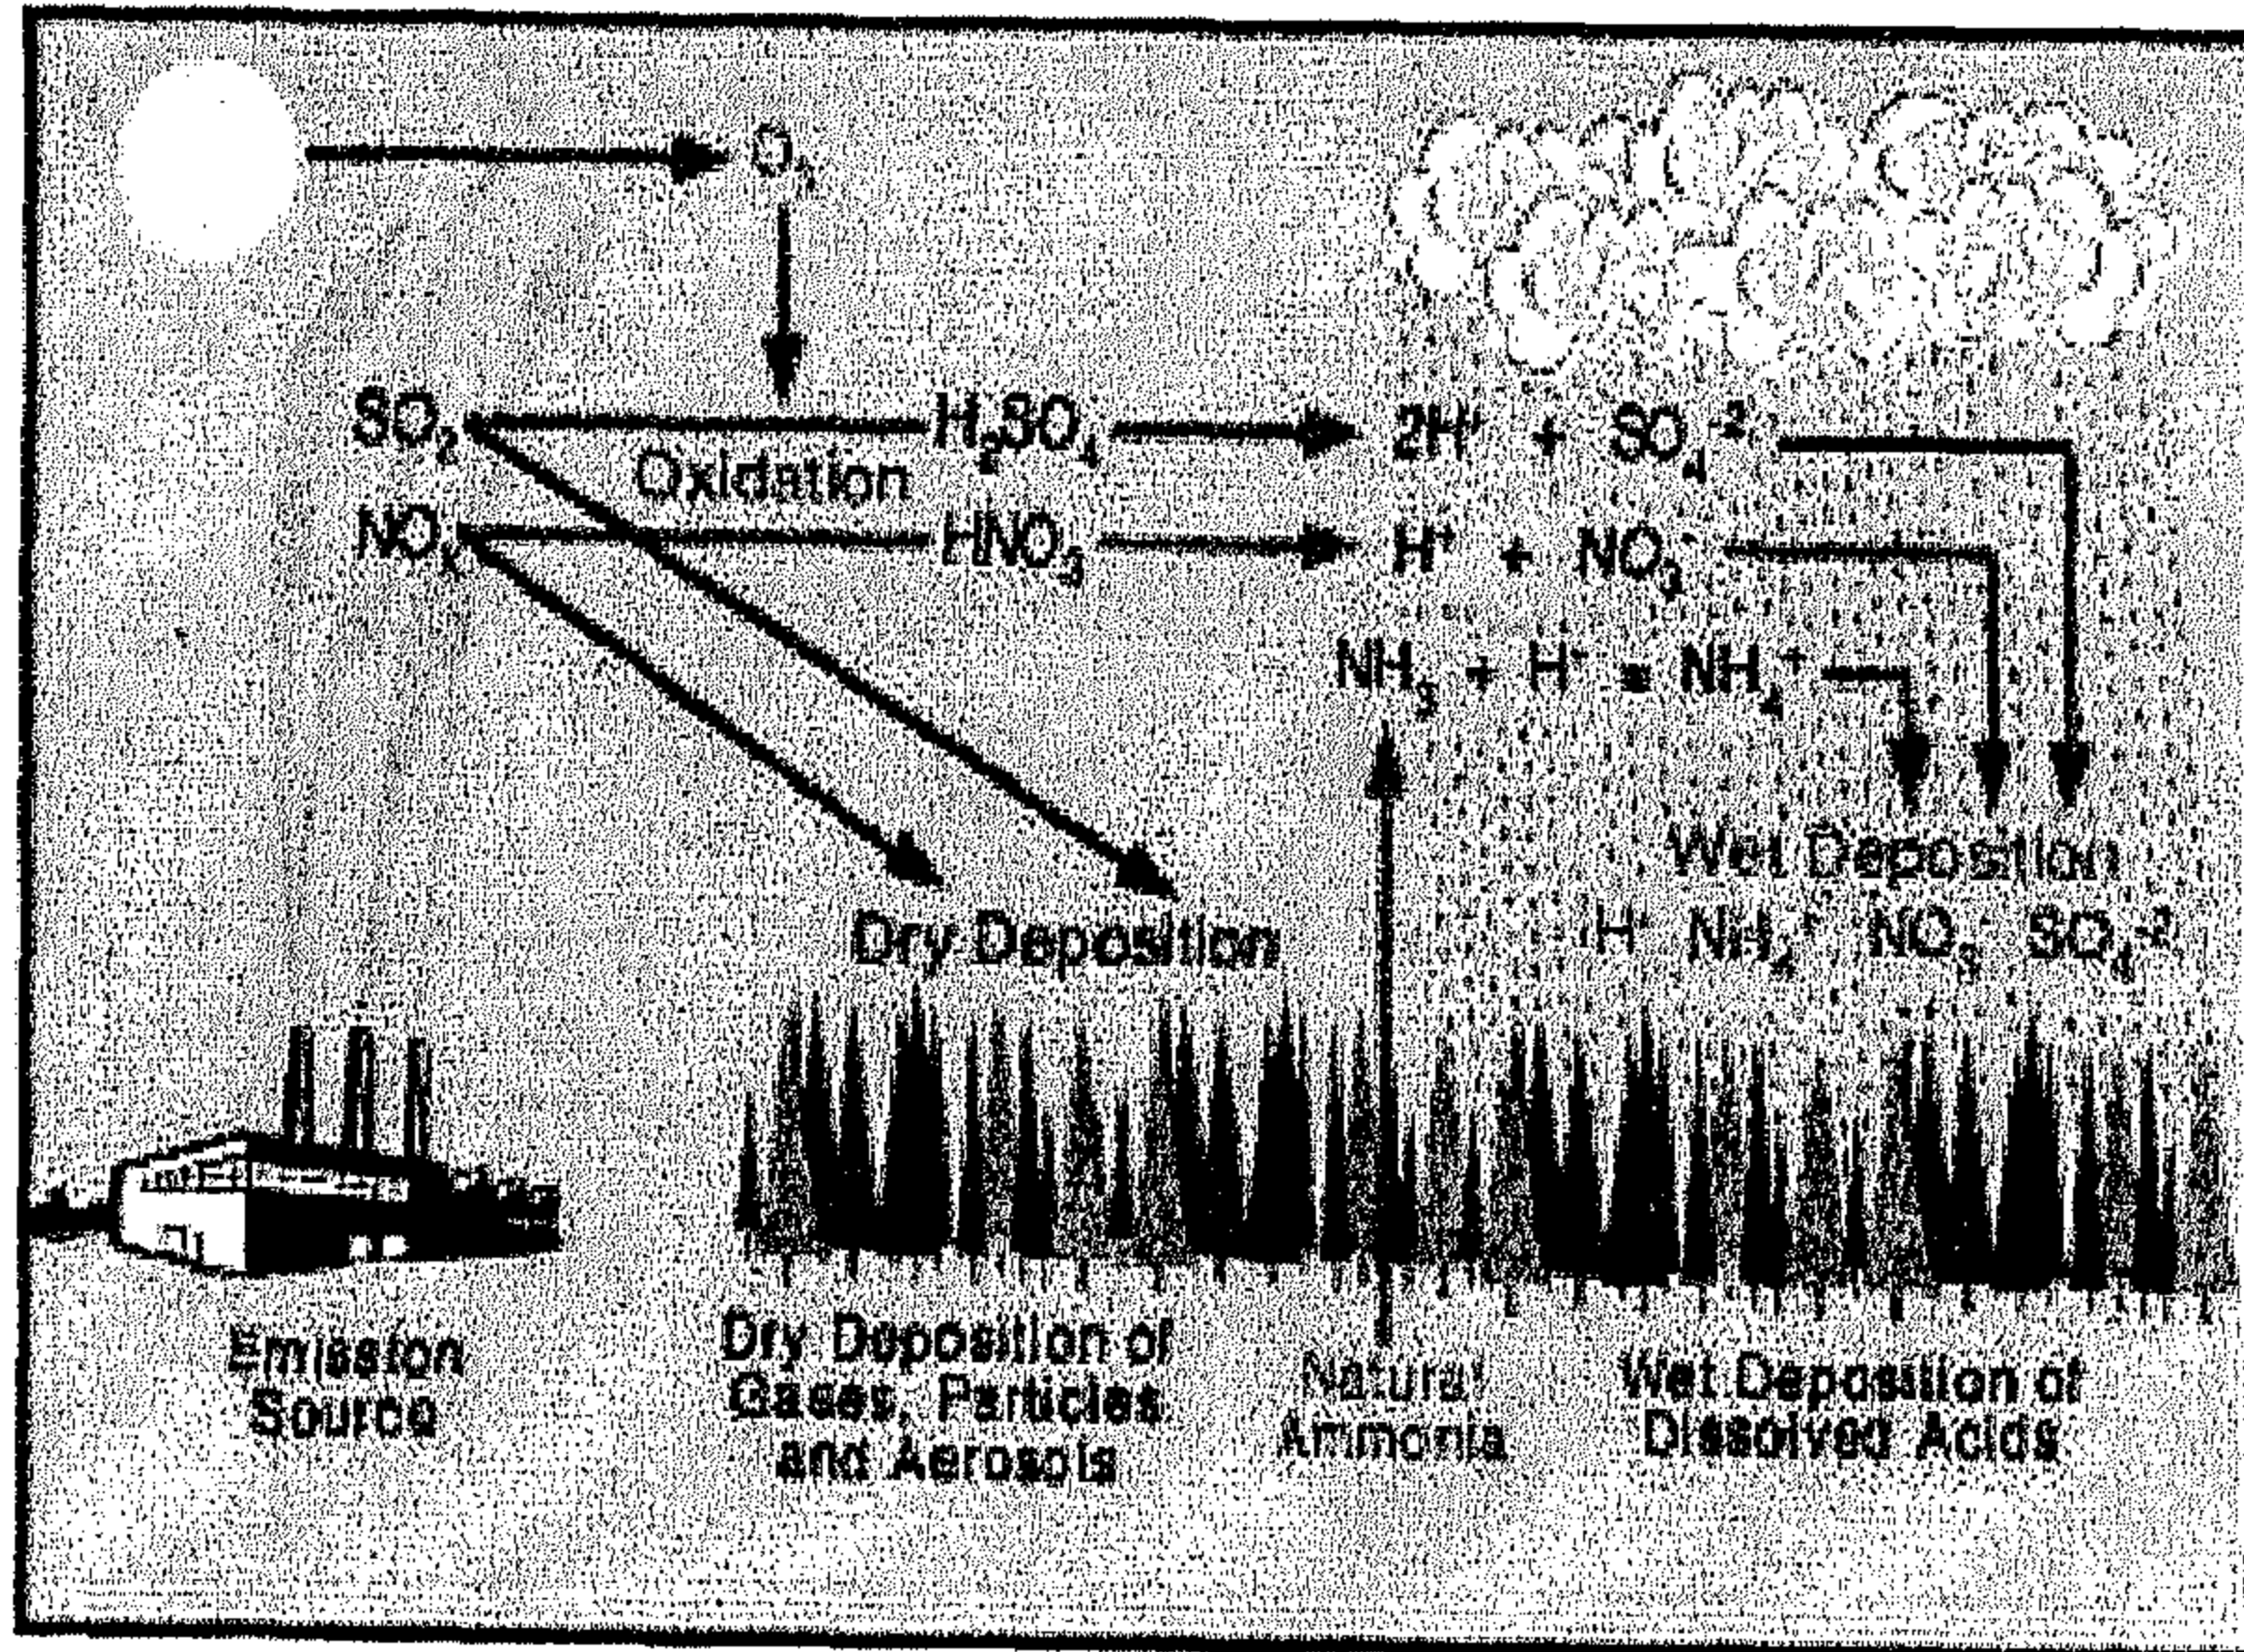 O₃
SO₂ H₂SO₄ 2H⁺ + SO₄⁻²
Oxidation
NOₓ HNO₃ H⁺ + NO₃⁻
NH₃ + H⁺ = NH₄⁺
Wet Deposition
Dry Deposition
H⁺ NH₄⁺ NO₃⁻ SO₄⁻²
Emission
Source
Dry Deposition of
Gases, Particles
and Aerosols
Natural
Ammonia
Wet Deposition of
Dissolved Acids